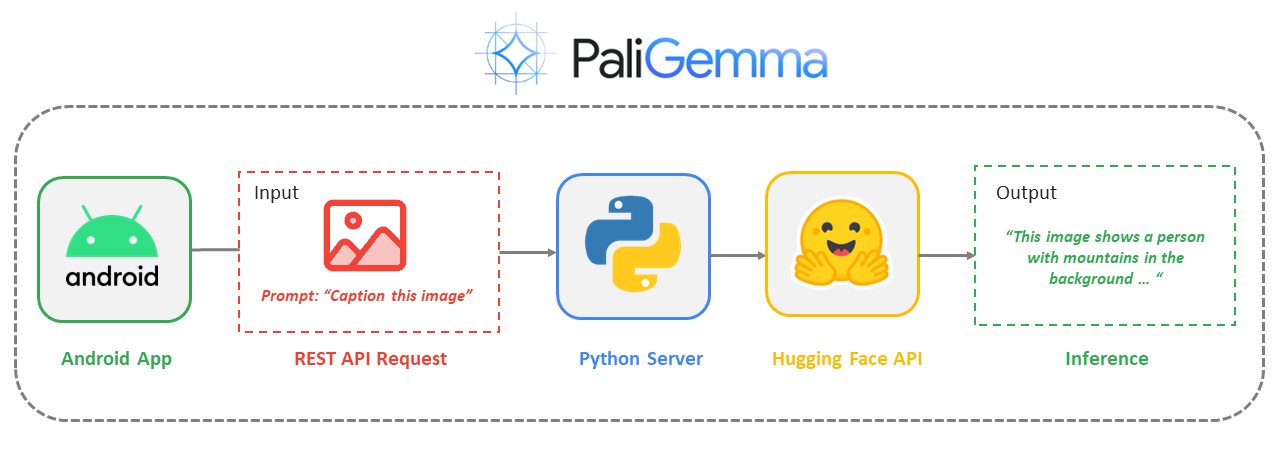 PaliGemma
android
Android App
Input
Prompt: “Caption this image”
REST API Request
Python Server
Hugging Face API
Output
“This image shows a person
with mountains in the
background ... “
Inference